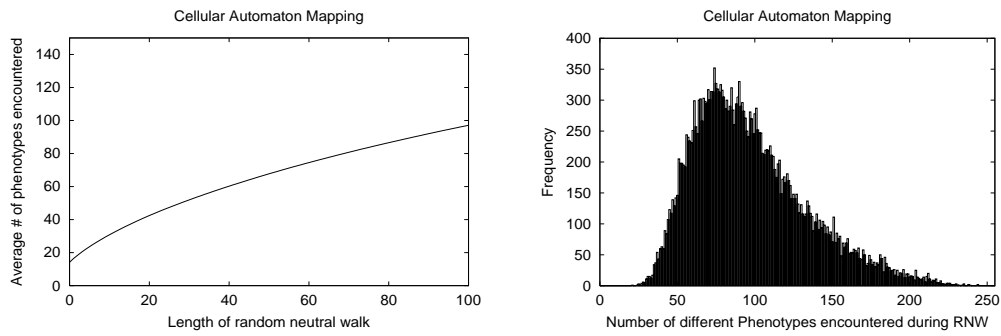 Cellular Automaton Mapping
Average # of phenotypes encountered
140
120
100
80
60
40
20
0
0 20 40 60 80 100
Length of random neutral walk
Cellular Automaton Mapping
Frequency
400
350
300
250
200
150
100
50
0
0 50 100 150 200 250
Number of different Phenotypes encountered during RNW